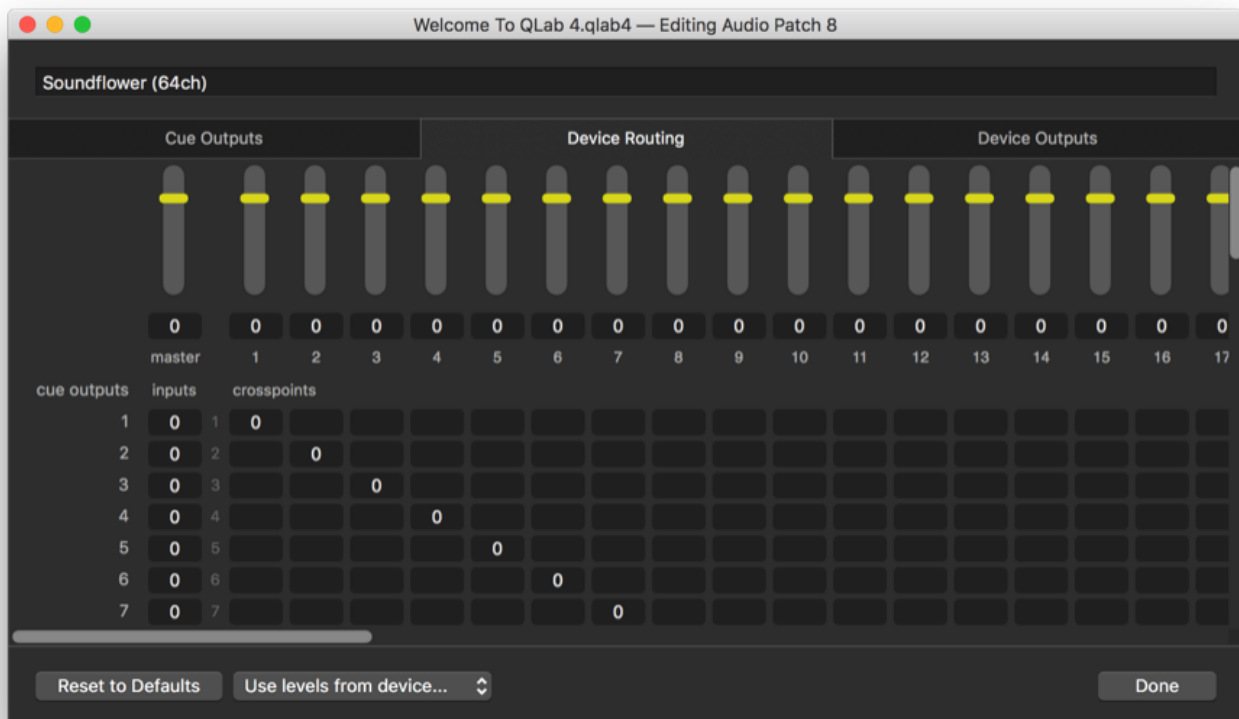 Welcome To QLab 4.qlab4 — Editing Audio Patch 8
Soundflower (64ch)
Cue Outputs Device Routing Device Outputs
0 0 0 0 0 0 0 0 0 0 0 0 0 0 0 0 0 0
master 1 2 3 4 5 6 7 8 9 10 11 12 13 14 15 16 17
cue outputs inputs crosspoints
1 0 1 0
2 0 2 0
3 0 3 0
4 0 4 0
5 0 5 0
6 0 6 0
7 0 7 0
Reset to Defaults Use levels from device... Done